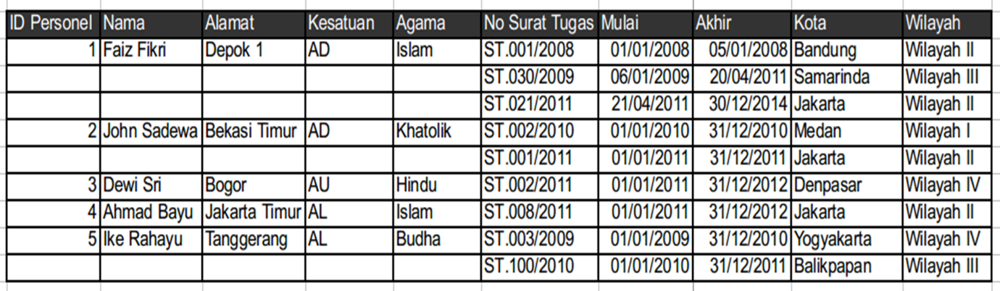 ID Personel Nama Alamat Kesatuan Agama No Surat Tugas Mulai Akhir Kota Wilayah
1 Faiz Fikri Depok 1 AD Islam ST.001/2008 01/01/2008 05/01/2008 Bandung Wilayah II
ST.030/2009 06/01/2009 20/04/2011 Samarinda Wilayah III
ST.021/2011 21/04/2011 30/12/2014 Jakarta Wilayah II
2 John Sadewa Bekasi Timur AD Khatolik ST.002/2010 01/01/2010 31/12/2010 Medan Wilayah I
ST.001/2011 01/01/2011 31/12/2011 Jakarta Wilayah II
3 Dewi Sri Bogor AU Hindu ST.002/2011 01/01/2011 31/12/2012 Denpasar Wilayah IV
4 Ahmad Bayu Jakarta Timur AL Islam ST.008/2011 01/01/2011 31/12/2012 Jakarta Wilayah II
5 Ike Rahayu Tanggerang AL Budha ST.003/2009 01/01/2009 31/12/2010 Yogyakarta Wilayah IV
ST.100/2010 01/01/2010 31/12/2011 Balikpapan Wilayah III